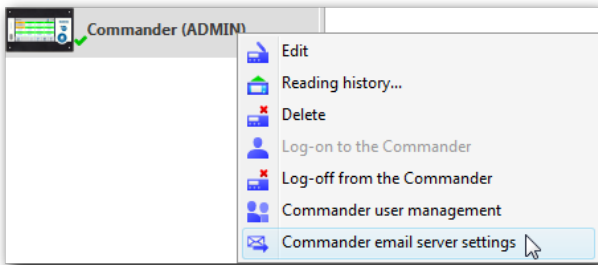 Commander (ADMIN)
Edit
Reading history...
Delete
Log-on to the Commander
Log-off from the Commander
Commander user management
Commander email server settings